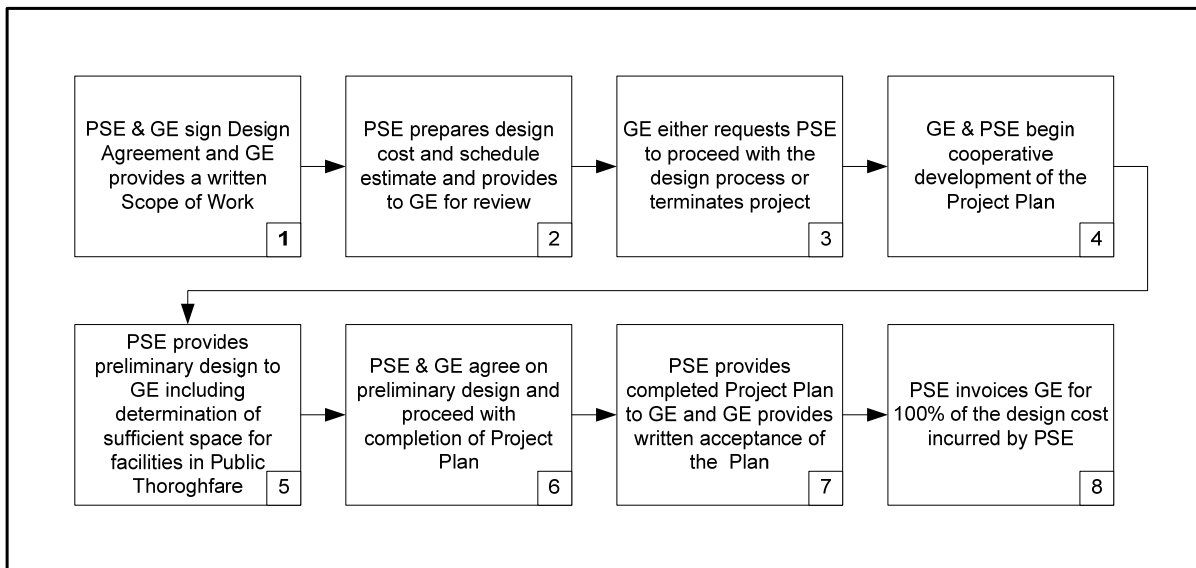 PSE & GE sign Design
Agreement and GE
provides a written
Scope of Work
1
PSE prepares design
cost and schedule
estimate and provides
to GE for review
2
GE either requests PSE
to proceed with the
design process or
terminates project
3
GE & PSE begin
cooperative
development of the
Project Plan
4
PSE provides
preliminary design to
GE including
determination of
sufficient space for
facilities in Public
Thoroghfare
5
PSE & GE agree on
preliminary design and
proceed with
completion of Project
Plan
6
PSE provides
completed Project Plan
to GE and GE provides
written acceptance of
the Plan
7
PSE invoices GE for
100% of the design cost
incurred by PSE
8